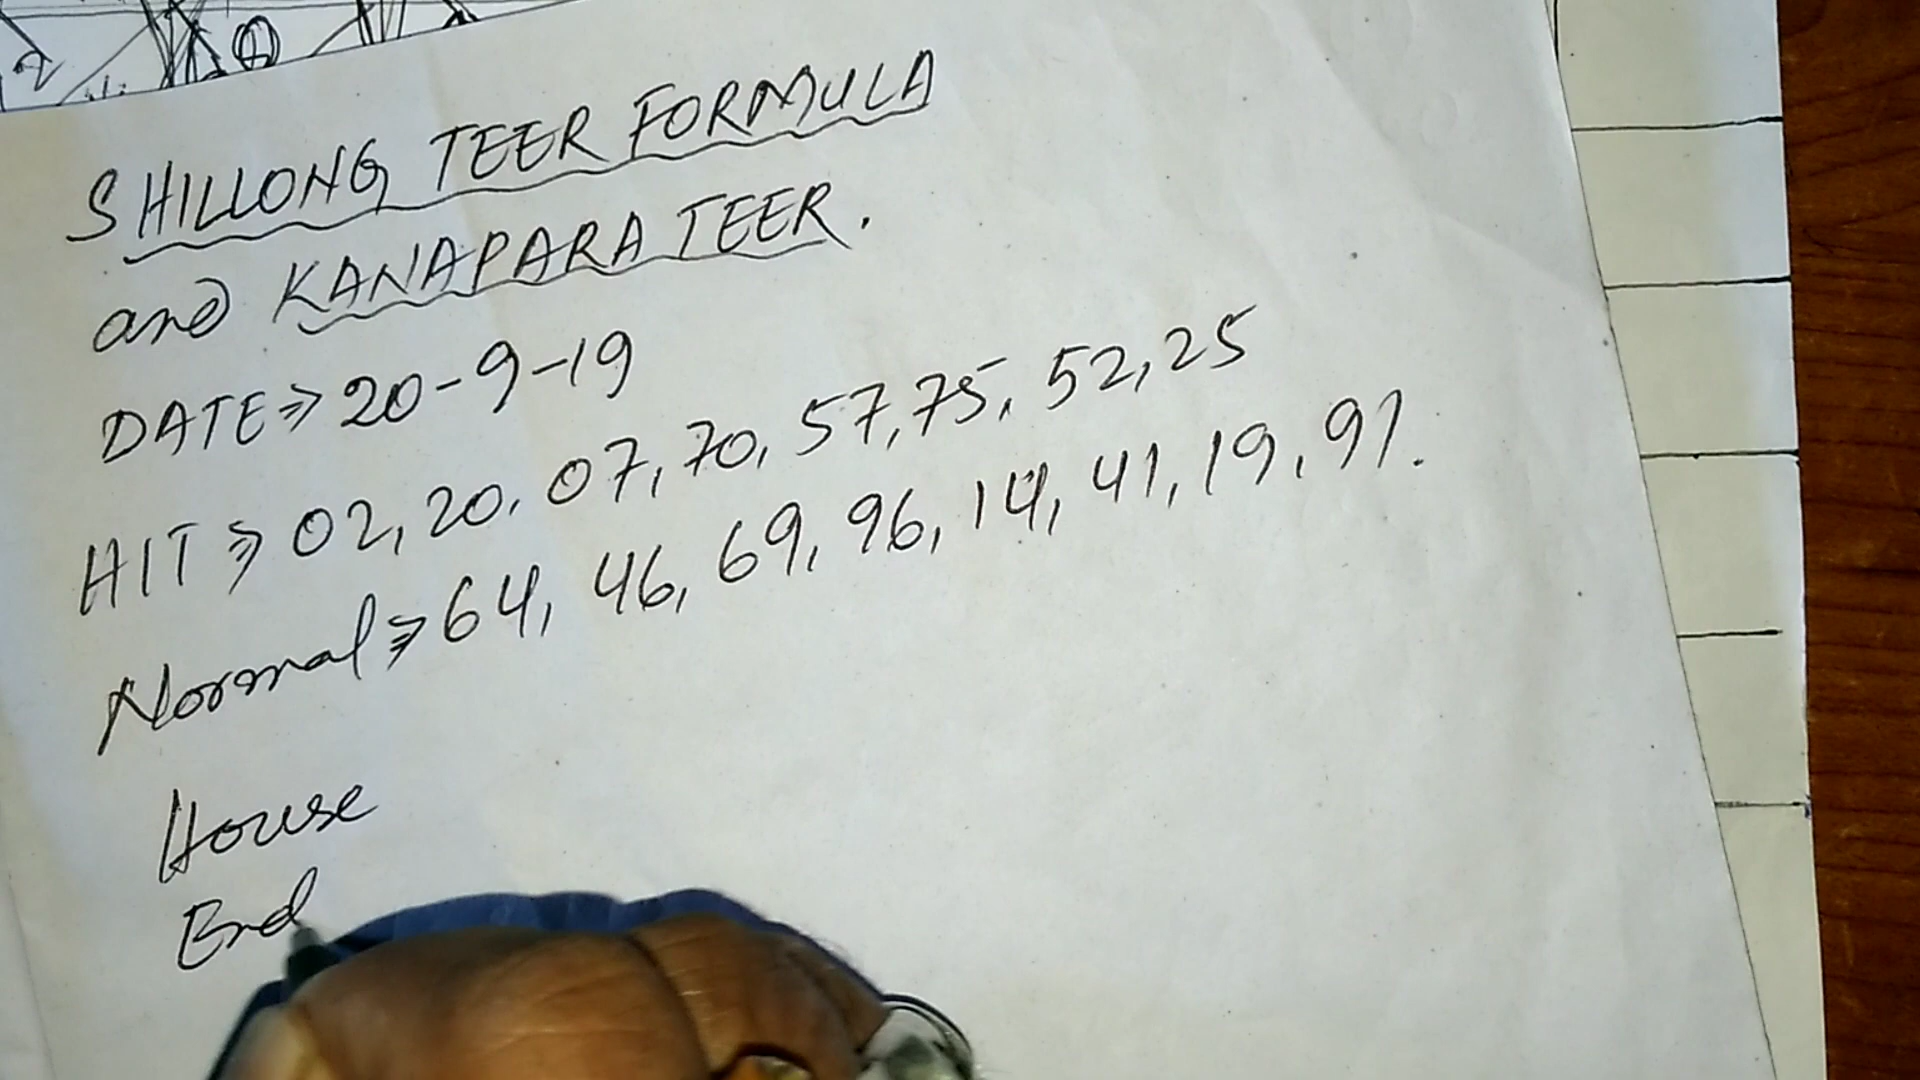 SHILLONG TEER FORMULA
and KANAPARA TEER.
DATE⇒ 20-9-19
HIT⇒ 02, 20, 07, 70, 57, 75, 52, 25
Normal⇒ 64, 46, 69, 96, 14, 41, 19, 91.
House
End